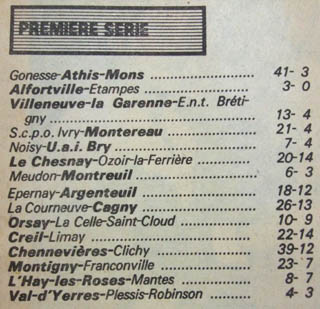 PREMIERE SERIE
Gonesse-Athis-Mons ........................ 41- 3
Alfortville-Etampes ........................ 3- 0
Villeneuve-la Garenne-E.n.t. Bréti-
gny ........................ 13- 4
S.c.p.o. Ivry-Montereau ................ 21- 4
Noisy-U.a.i. Bry ........................ 7- 4
Le Chesnay-Ozoir-la-Ferrière ........ 20-14
Meudon-Montreuil ........................ 6- 3
Epernay-Argenteuil ........................ 18-12
La Courneuve-Cagny .................... 26-13
Orsay-La Celle-Saint-Cloud ............ 10- 9
Creil-Limay ........................ 22-14
Chennevières-Clichy .................... 39-12
Montigny-Franconville ................ 23- 7
L'Hay-les-Roses-Mantes ................ 8- 7
Val-d'Yerres-Plessis-Robinson ........ 4- 3